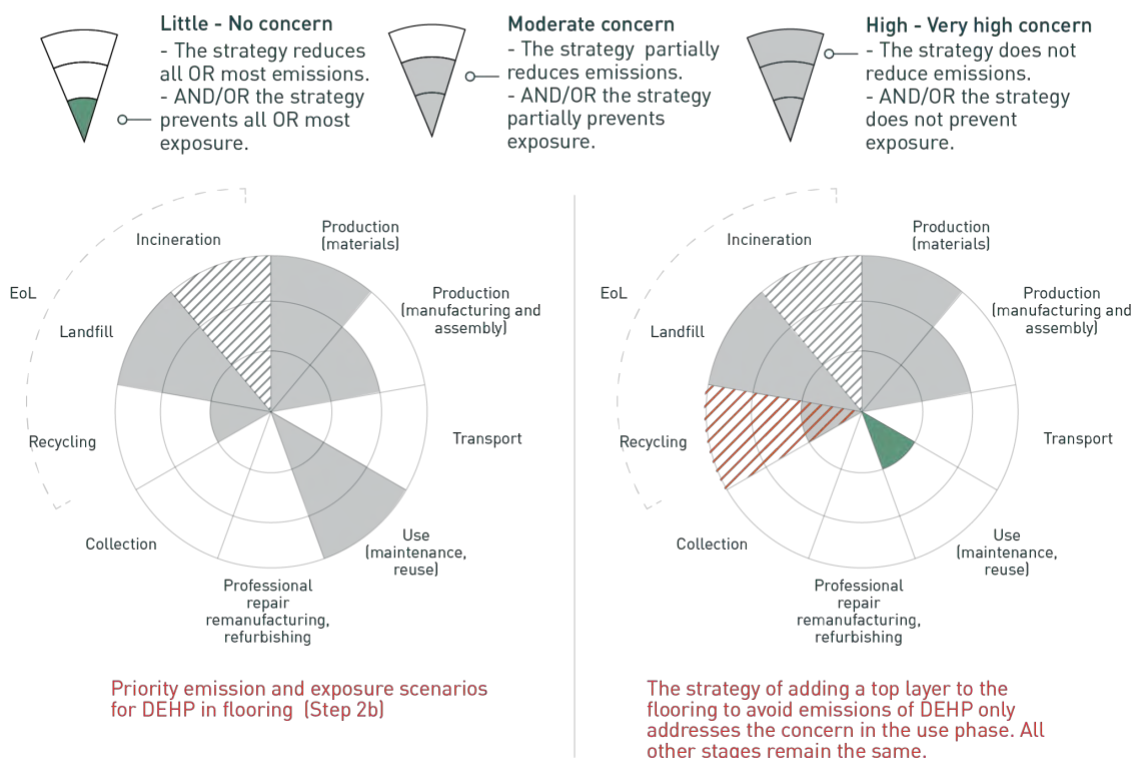 Little - No concern
- The strategy reduces
all OR most emissions.
- AND/OR the strategy
prevents all OR most
exposure.
Moderate concern
- The strategy partially
reduces emissions.
- AND/OR the strategy
partially prevents
exposure.
High - Very high concern
- The strategy does not
reduce emissions.
- AND/OR the strategy
does not prevent
exposure.
Incineration
Production
(materials)
EoL
Production
(manufacturing and
assembly)
Landfill
Recycling
Transport
Collection
Use
(maintenance,
reuse)
Professional
repair
remanufacturing,
refurbishing
Priority emission and exposure scenarios
for DEHP in flooring (Step 2b)
Incineration
Production
(materials)
EoL
Production
(manufacturing and
assembly)
Landfill
Recycling
Transport
Collection
Use
(maintenance,
reuse)
Professional
repair
remanufacturing,
refurbishing
The strategy of adding a top layer to the
flooring to avoid emissions of DEHP only
addresses the concern in the use phase. All
other stages remain the same.